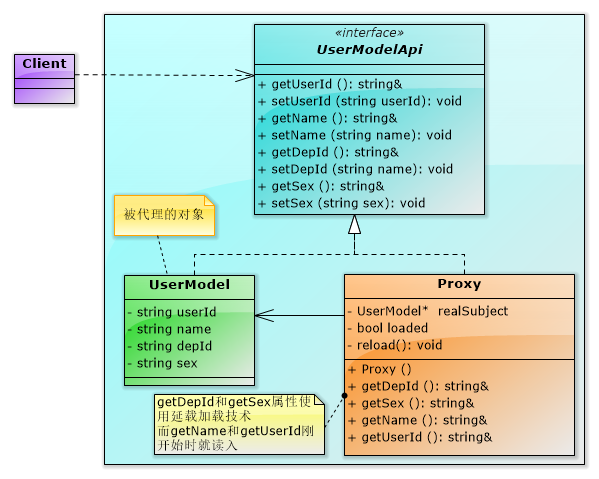 «interface»
UserModelApi
Client
+ getUserId (): string&
+ setUserId (string userId): void
+ getName (): string&
+ setName (string name): void
+ getDepId (): string&
+ setDepId (string name): void
+ getSex (): string&
+ setSex (string sex): void
被代理的对象
UserModel
- string userId
- string name
- string depId
- string sex
Proxy
- UserModel* realSubject
- bool loaded
- reload(): void
+ Proxy ()
+ getDepId (): string&
+ getSex (): string&
+ getName (): string&
+ getUserId (): string&
getDepId和getSex属性使
用延载加载技术
而getName和getUserId刚
开始时就读入